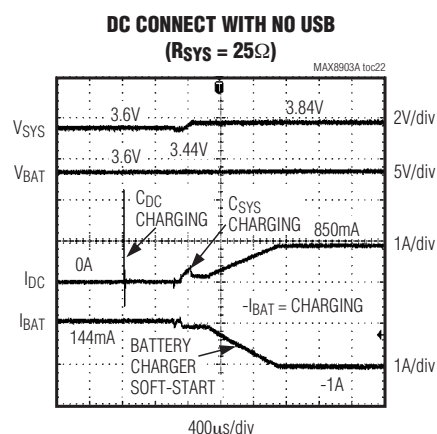 DC CONNECT WITH NO USB
(RSYS = 25Ω)
MAX8903A toc22
T
3.6V
3.84V
2V/div
VSYS
3.44V
3.6V
VBAT
5V/div
CDC
CHARGING
CSYS
CHARGING
850mA
1A/div
0A
IDC
-IBAT = CHARGING
IBAT
144mA
BATTERY
CHARGER
SOFT-START
-1A
1A/div
400µs/div